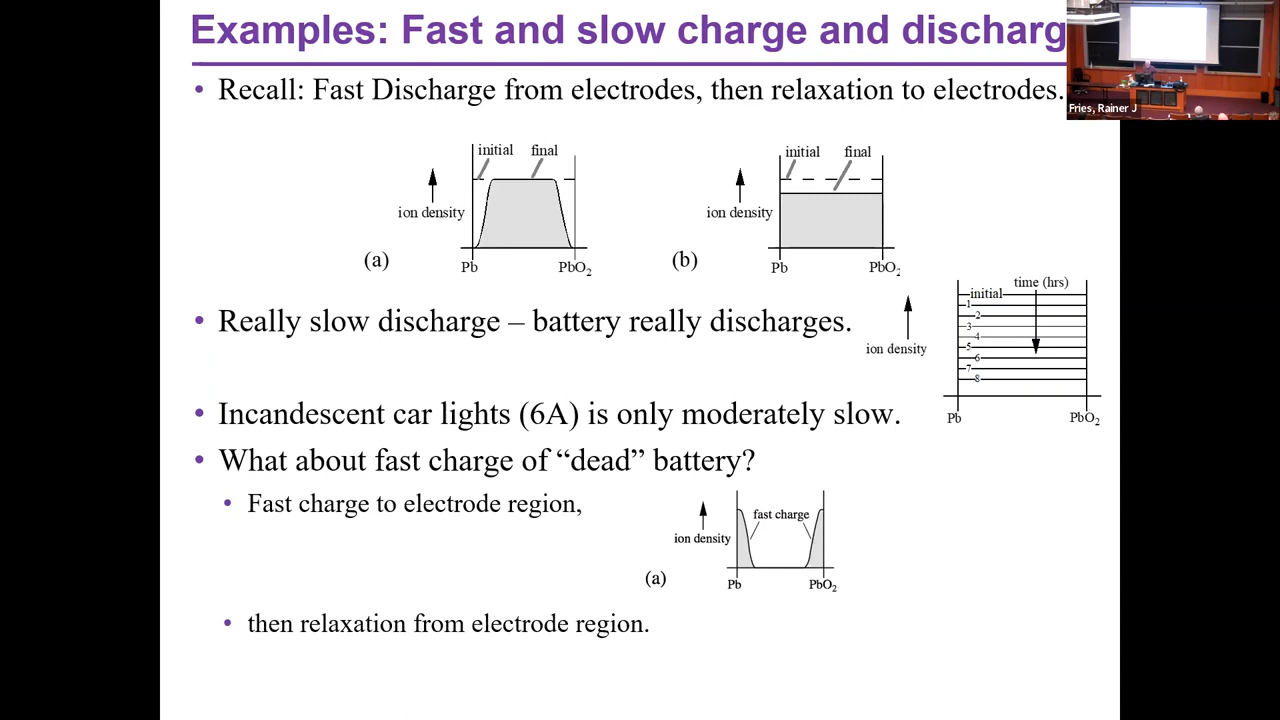 Examples: Fast and slow charge and discharg
Fries, Rainer J
• Recall: Fast Discharge from electrodes, then relaxation to electrodes.
initial final
ion density
(a)
Pb PbO2
initial final
ion density
(b)
Pb PbO2
• Really slow discharge – battery really discharges.
time (hrs)
initial
1
2
3
4
5
6
7
8
ion density
Pb PbO2
• Incandescent car lights (6A) is only moderately slow.
• What about fast charge of “dead” battery?
• Fast charge to electrode region,
fast charge
ion density
(a)
Pb PbO2
• then relaxation from electrode region.